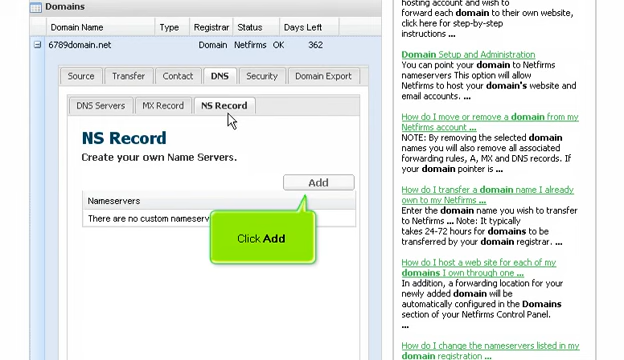 Domains
Domain Name Type Registrar Status Days Left
6789domain.net Domain Netfirms OK 362
Source Transfer Contact DNS Security Domain Export
DNS Servers MX Record NS Record
NS Record
Create your own Name Servers.
Add
Nameservers
There are no custom nameserv
Click Add
hosting account and wish to
forward each domain to their own website,
click here for step-by-step
instructions ...
Domain Setup and Administration
You can point your domain to Netfirms
nameservers This option will allow
Netfirms to host your domain's website and
email accounts. ...
How do I move or remove a domain from my
Netfirms account ...
NOTE: By removing the selected domain
names you will also remove all associated
forwarding rules, A, MX and DNS records. If
your domain pointer is ...
How do I transfer a domain name I already
own to my Netfirms ...
Enter the domain name you wish to transfer
to Netfirms ... Note: It typically
takes 24-72 hours for domains to be
transferred by your domain registrar. ...
How do I host a web site for each of my
domains I own through one ...
In addition, a forwarding location for your
newly added domain will be
automatically configured in the Domains
section of your Netfirms Control Panel.
...
How do I change the nameservers listed in my
domain registration ...